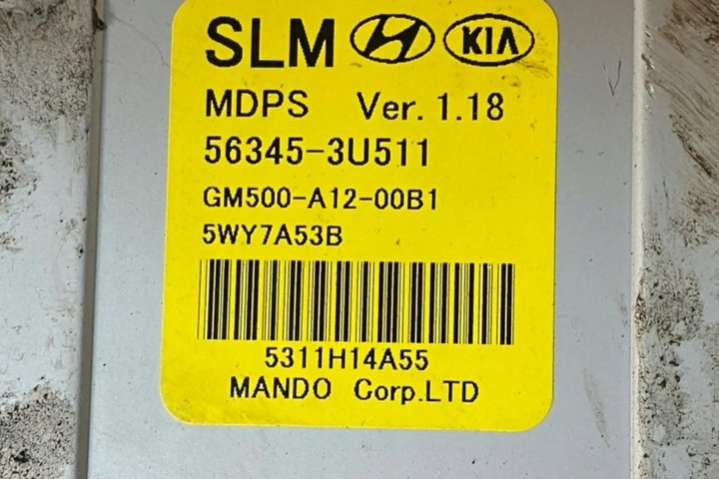 SLM KIA
MDPS Ver. 1.18
56345-3U511
GM500-A12-00B1
5WY7A53B
5311H14A55
MANDO Corp.LTD